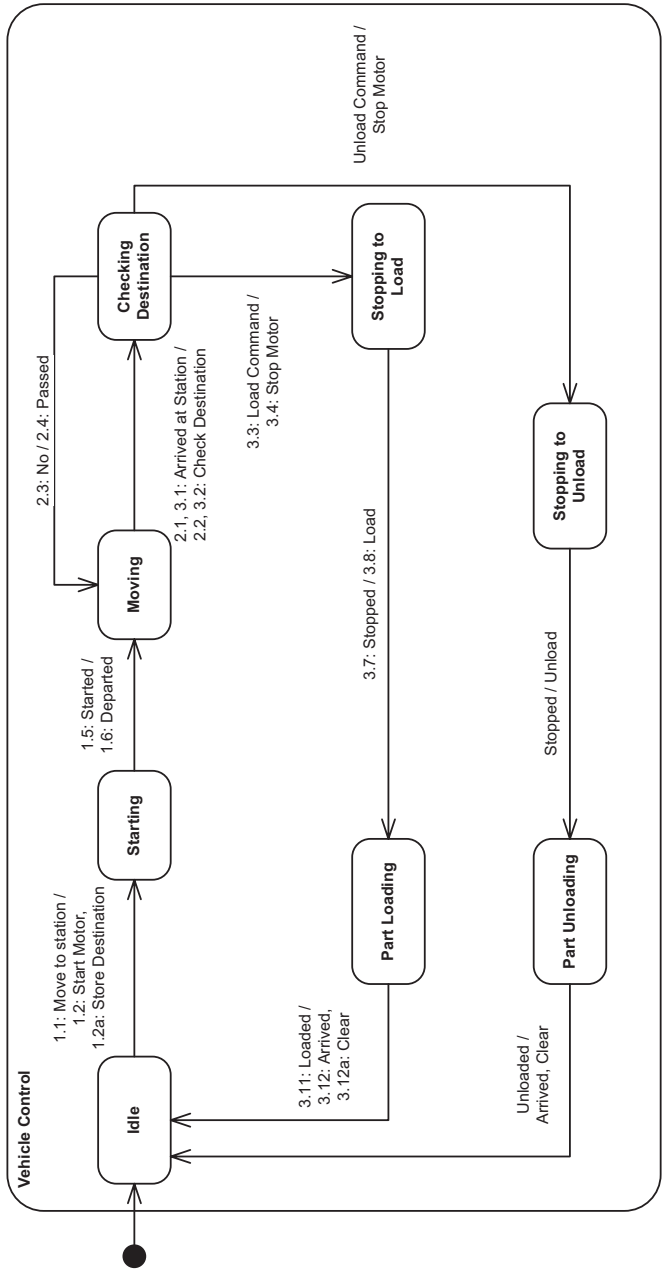 Vehicle Control
Idle
1.1: Move to station /
1.2: Start Motor,
1.2a: Store Destination
Starting
1.5: Started /
1.6: Departed
Moving
2.3: No / 2.4: Passed
2.1, 3.1: Arrived at Station /
2.2, 3.2: Check Destination
Checking
Destination
3.3: Load Command /
3.4: Stop Motor
Unload Command /
Stop Motor
Stopping to
Load
3.7: Stopped / 3.8: Load
Part Loading
3.11: Loaded /
3.12: Arrived,
3.12a: Clear
Stopping to
Unload
Stopped / Unload
Part Unloading
Unloaded /
Arrived, Clear